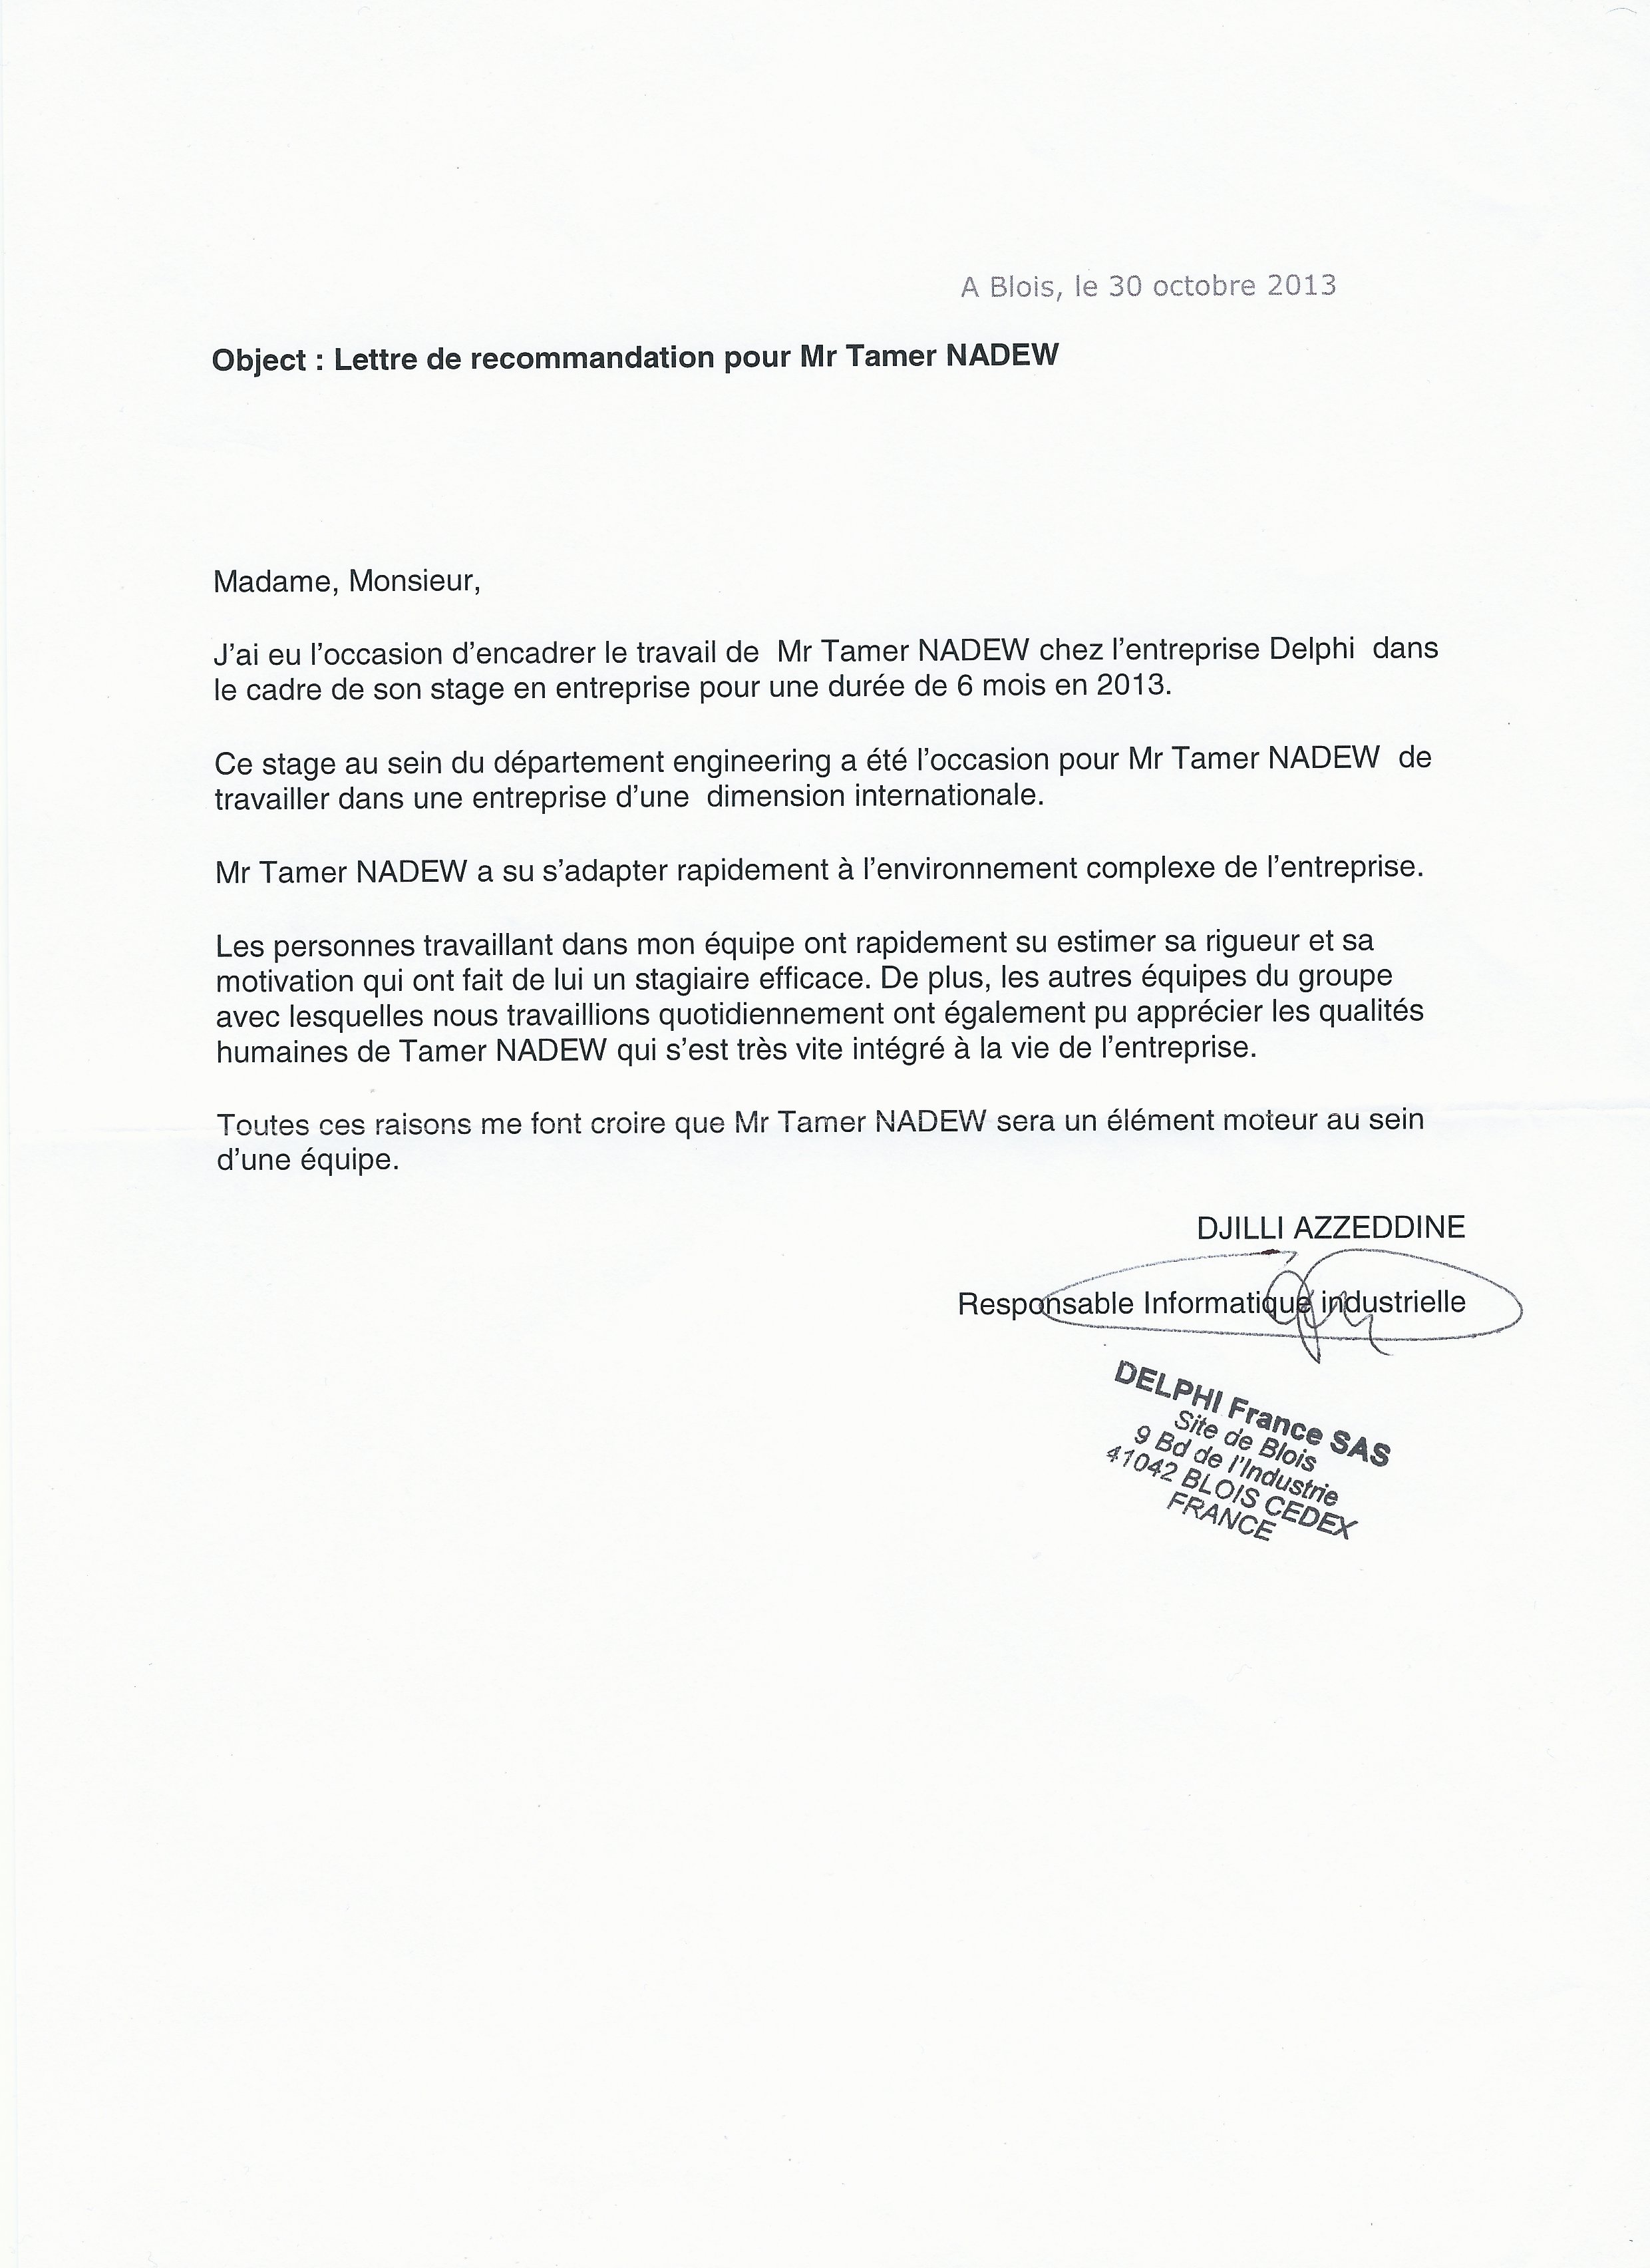 A Blois, le 30 octobre 2013
Object : Lettre de recommandation pour Mr Tamer NADEW
Madame, Monsieur,
J'ai eu l'occasion d'encadrer le travail de  Mr Tamer NADEW chez l'entreprise Delphi  dans
le cadre de son stage en entreprise pour une durée de 6 mois en 2013.
Ce stage au sein du département engineering a été l'occasion pour Mr Tamer NADEW  de
travailler dans une entreprise d'une  dimension internationale.
Mr Tamer NADEW a su s'adapter rapidement à l'environnement complexe de l'entreprise.
Les personnes travaillant dans mon équipe ont rapidement su estimer sa rigueur et sa
motivation qui ont fait de lui un stagiaire efficace. De plus, les autres équipes du groupe
avec lesquelles nous travaillions quotidiennement ont également pu apprécier les qualités
humaines de Tamer NADEW qui s'est très vite intégré à la vie de l'entreprise.
Toutes ces raisons me font croire que Mr Tamer NADEW sera un élément moteur au sein
d'une équipe.
DJILLI AZZEDDINE
Responsable Informatique industrielle
DELPHI France SAS
Site de Blois
9 Bd de l'Industrie
41042 BLOIS CEDEX
FRANCE